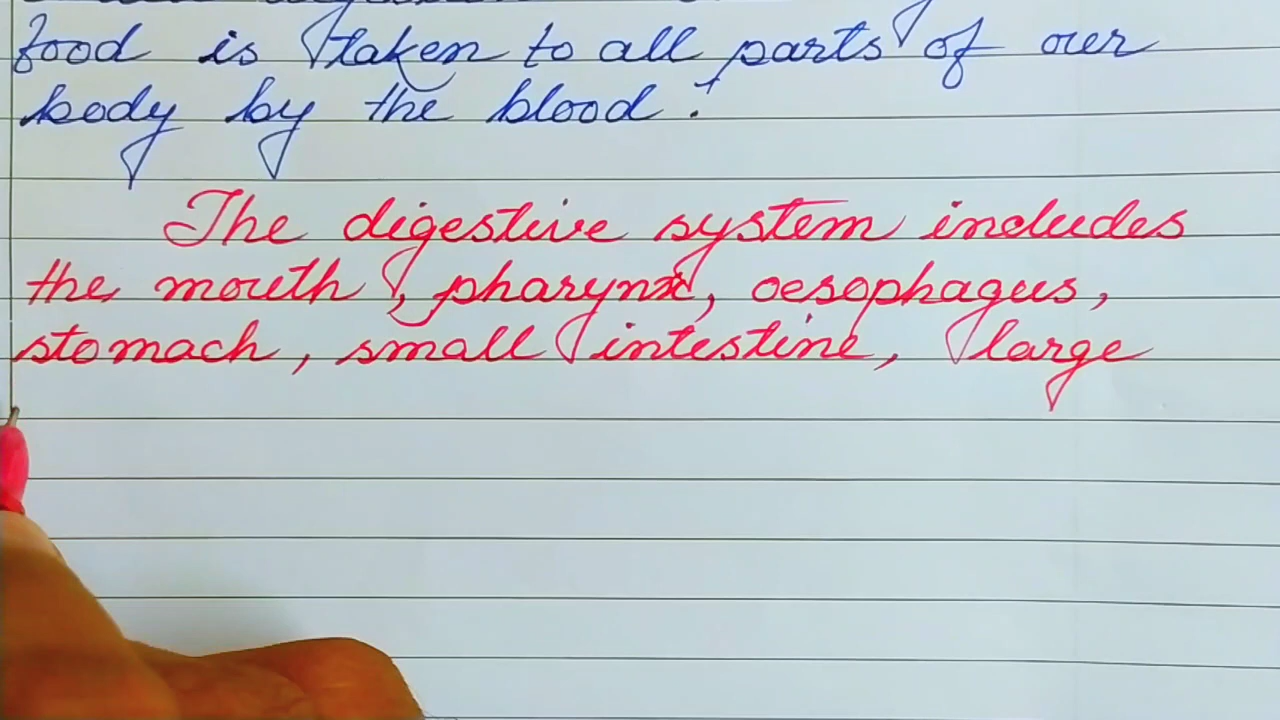 food is taken to all parts of our
body by the blood.
The digestive system includes
the mouth, pharynx, oesophagus,
stomach, small intestine, large